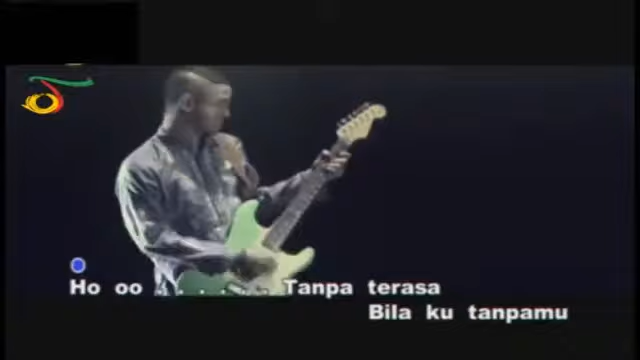 Ho oo . . . . . . Tanpa terasa
Bila ku tanpamu